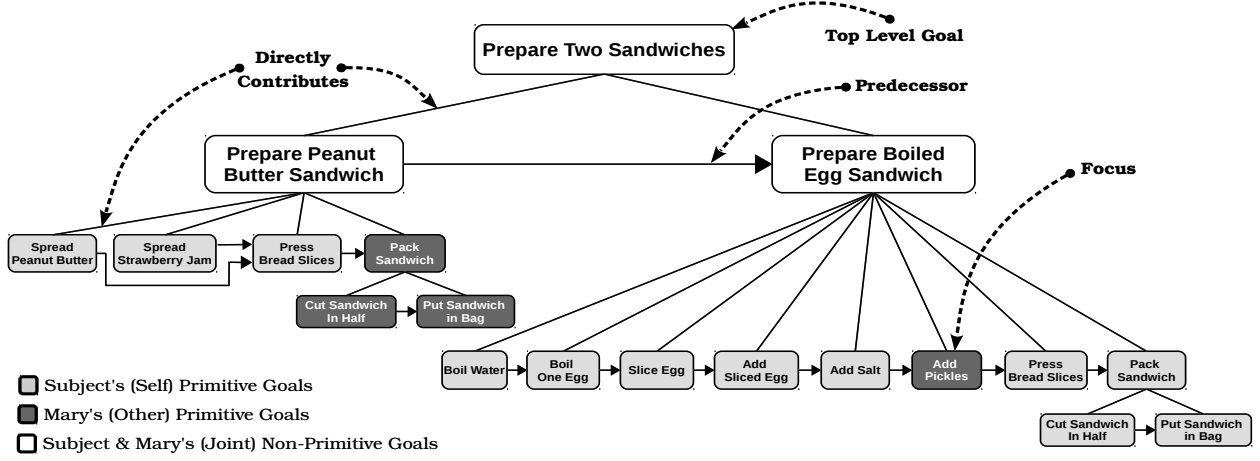 Prepare Two Sandwiches
Top Level Goal
Directly
Contributes
Predecessor
Prepare Peanut
Butter Sandwich
Prepare Boiled
Egg Sandwich
Focus
Spread
Peanut Butter
Spread
Strawberry Jam
Press
Bread Slices
Pack
Sandwich
Cut Sandwich
In Half
Put Sandwich
in Bag
Boil Water
Boil
One Egg
Slice Egg
Add
Sliced Egg
Add Salt
Add
Pickles
Press
Bread Slices
Pack
Sandwich
Cut Sandwich
In Half
Put Sandwich
in Bag
Subject's (Self) Primitive Goals
Mary's (Other) Primitive Goals
Subject & Mary's (Joint) Non-Primitive Goals